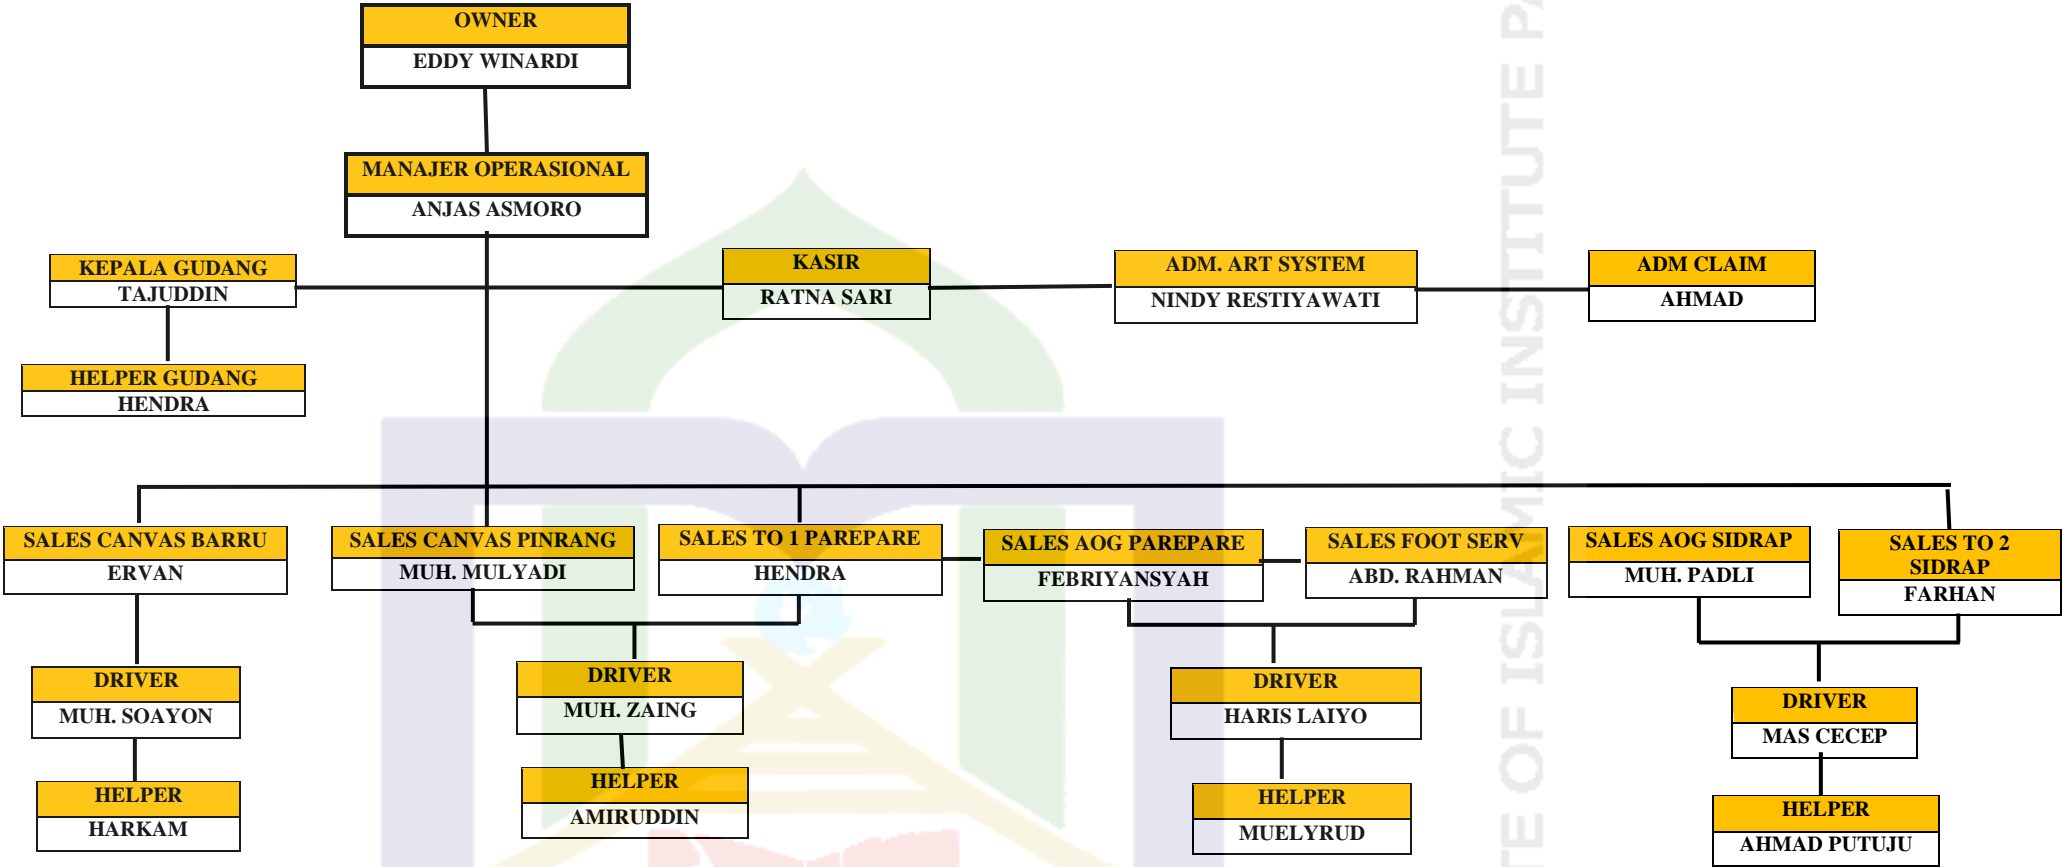 OWNER
EDDY WINARDI
MANAJER OPERASIONAL
ANJAS ASMORO
KEPALA GUDANG
TAJUDDIN
KASIR
RATNA SARI
ADM. ART SYSTEM
NINDY RESTIYAWATI
ADM CLAIM
AHMAD
HELPER GUDANG
HENDRA
SALES CANVAS BARRU
ERVAN
SALES CANVAS PINRANG
MUH. MULYADI
SALES TO 1 PAREPARE
HENDRA
SALES AOG PAREPARE
FEBRIYANSYAH
SALES FOOT SERV
ABD. RAHMAN
SALES AOG SIDRAP
MUH. PADLI
SALES TO 2
SIDRAP
FARHAN
DRIVER
MUH. SOAYON
DRIVER
MUH. ZAING
DRIVER
HARIS LAIYO
DRIVER
MAS CECEP
HELPER
HARKAM
HELPER
AMIRUDDIN
HELPER
MUELYRUD
HELPER
AHMAD PUTUJU
OF ISLAMIC INSTITUTE